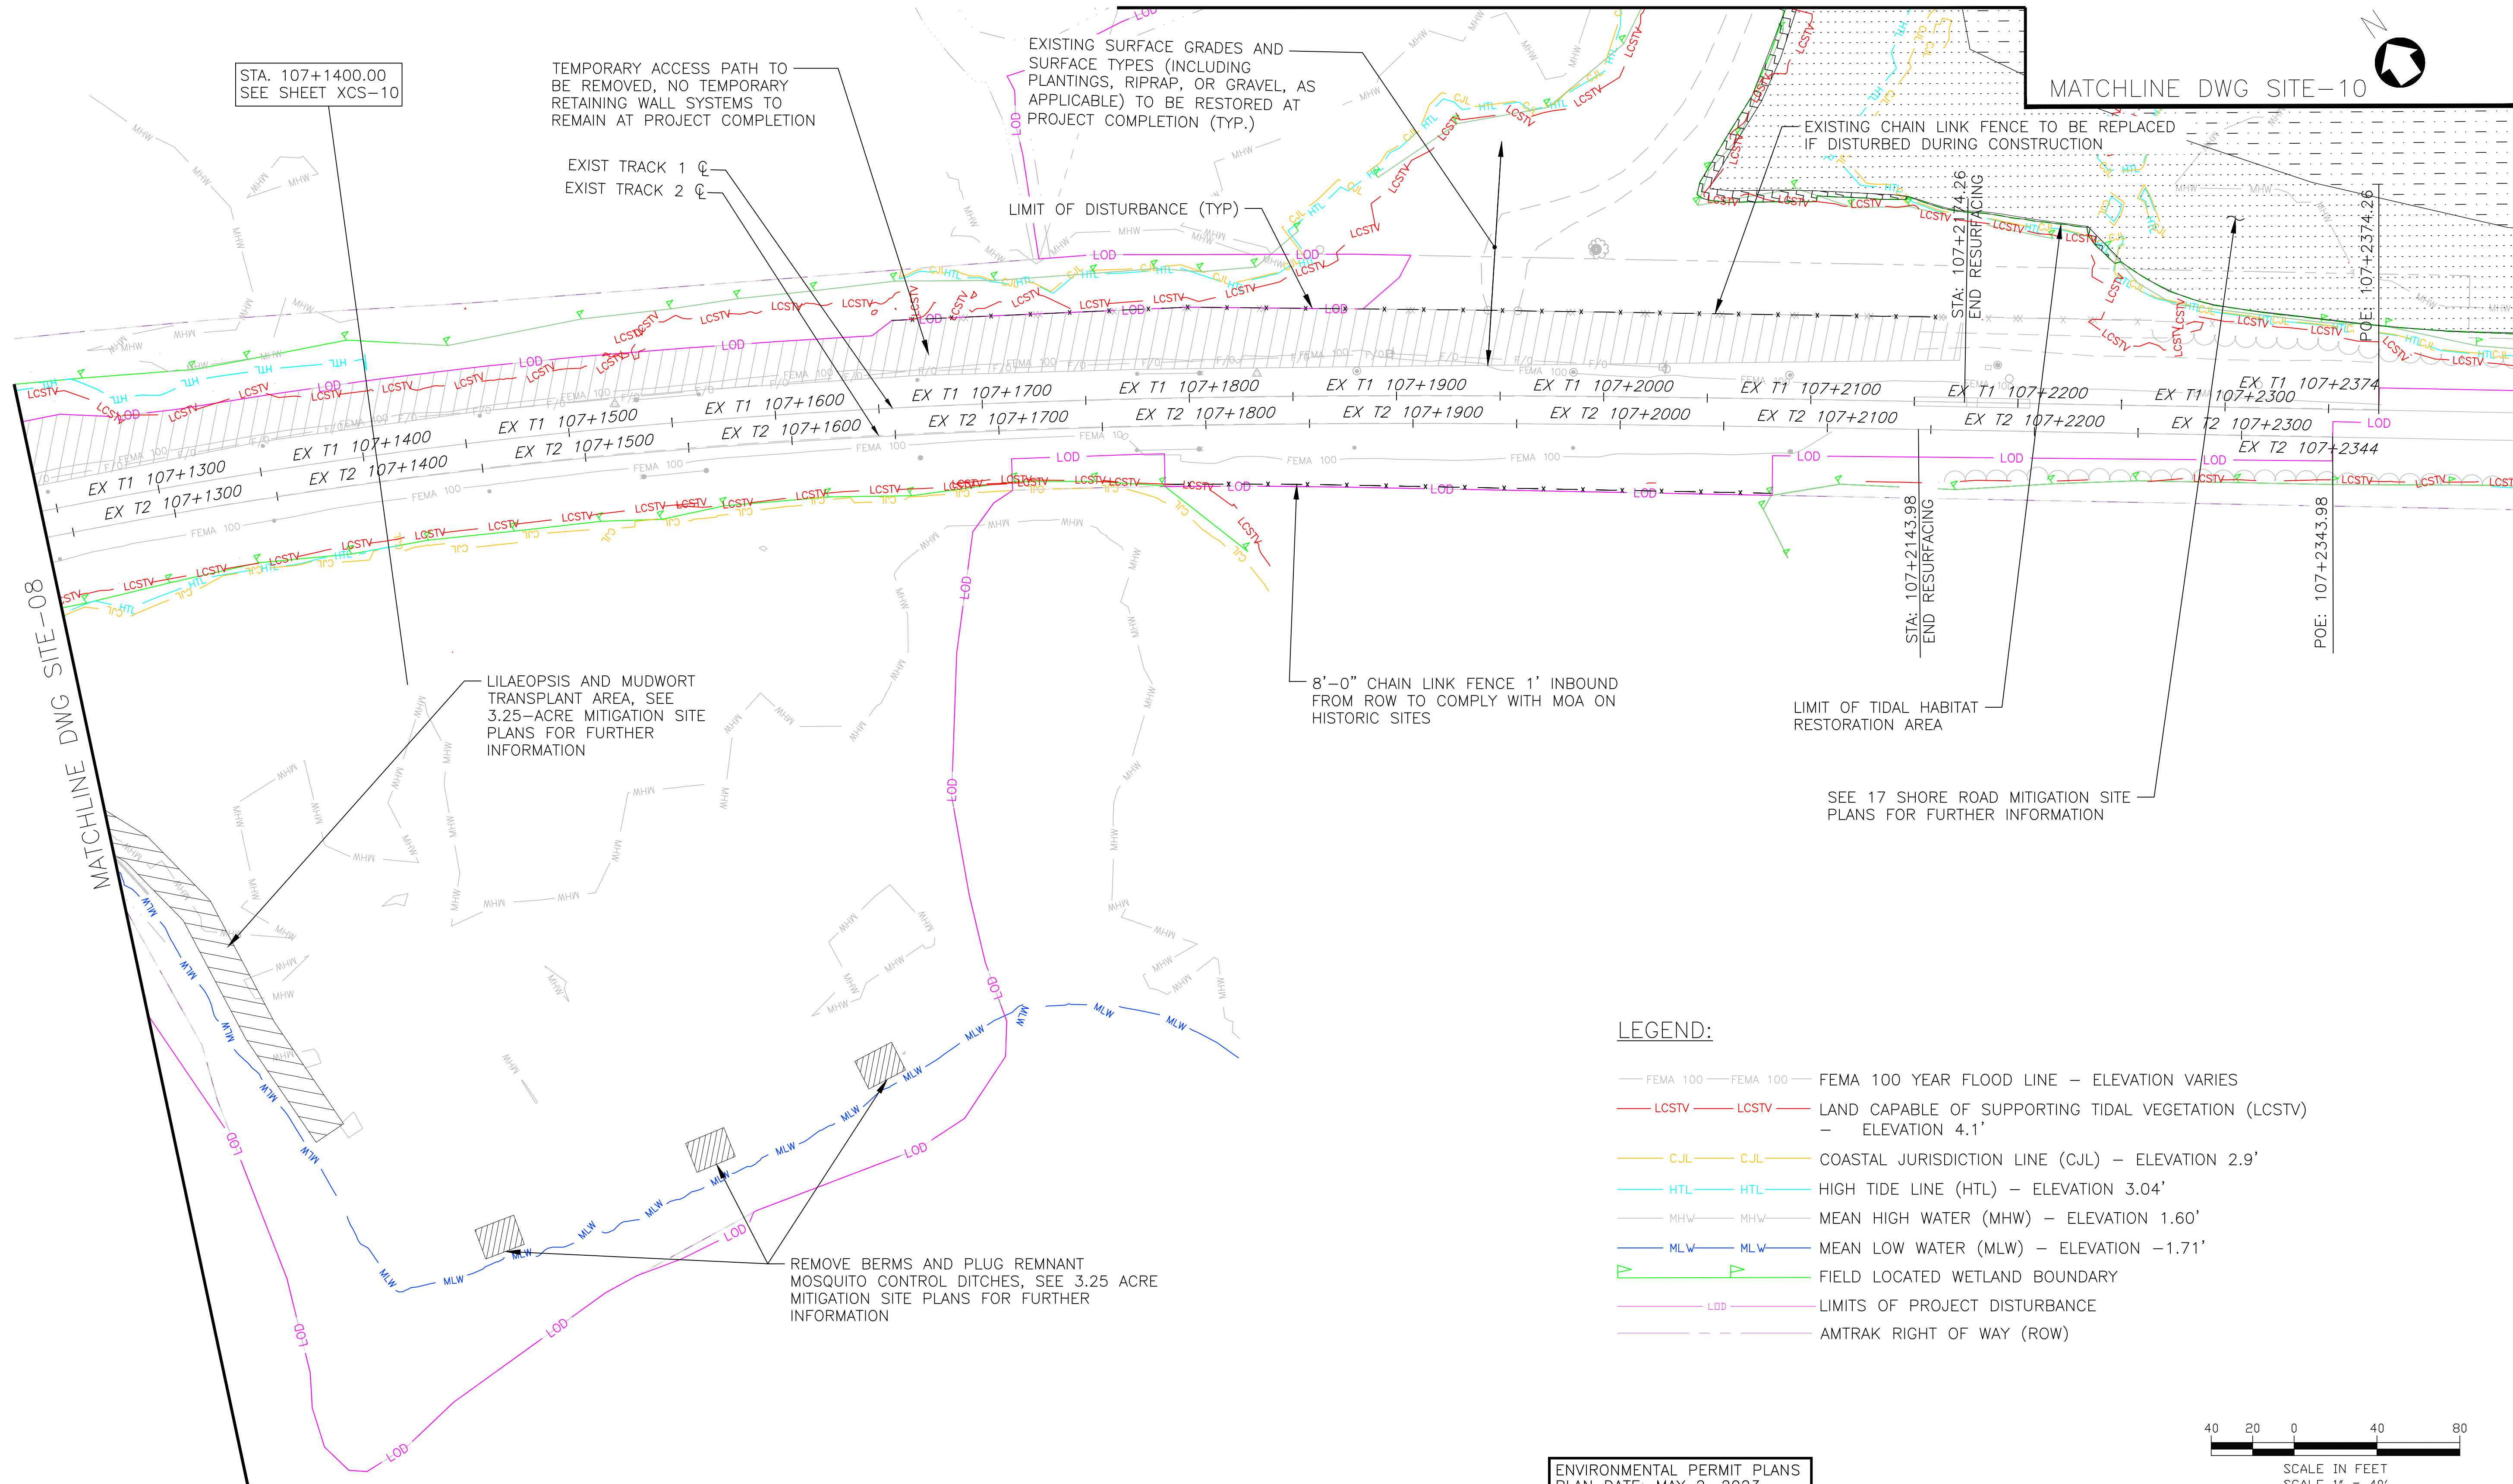 STA. 107+1400.00
SEE SHEET XCS-10
TEMPORARY ACCESS PATH TO
BE REMOVED, NO TEMPORARY
RETAINING WALL SYSTEMS TO
REMAIN AT PROJECT COMPLETION
EXIST TRACK 1 ℄
EXIST TRACK 2 ℄
EXISTING SURFACE GRADES AND
SURFACE TYPES (INCLUDING
PLANTINGS, RIPRAP, OR GRAVEL, AS
APPLICABLE) TO BE RESTORED AT
PROJECT COMPLETION (TYP.)
LIMIT OF DISTURBANCE (TYP)
N
MATCHLINE DWG SITE-10
EXISTING CHAIN LINK FENCE TO BE REPLACED
IF DISTURBED DURING CONSTRUCTION
STA: 107+2174.26
END RESURFACING
POE: 107+2374.26
EX T1 107+1300
EX T1 107+1400
EX T1 107+1500
EX T1 107+1600
EX T1 107+1700
EX T1 107+1800
EX T1 107+1900
EX T1 107+2000
EX T1 107+2100
EX T1 107+2200
EX T1 107+2300
EX T1 107+2374
EX T2 107+1300
EX T2 107+1400
EX T2 107+1500
EX T2 107+1600
EX T2 107+1700
EX T2 107+1800
EX T2 107+1900
EX T2 107+2000
EX T2 107+2100
EX T2 107+2200
EX T2 107+2300
EX T2 107+2344
STA: 107+2143.98
END RESURFACING
POE: 107+2343.98
MATCHLINE DWG SITE-08
LILAEOPSIS AND MUDWORT
TRANSPLANT AREA, SEE
3.25-ACRE MITIGATION SITE
PLANS FOR FURTHER
INFORMATION
8'-0" CHAIN LINK FENCE 1' INBOUND
FROM ROW TO COMPLY WITH MOA ON
HISTORIC SITES
LIMIT OF TIDAL HABITAT
RESTORATION AREA
SEE 17 SHORE ROAD MITIGATION SITE
PLANS FOR FURTHER INFORMATION
REMOVE BERMS AND PLUG REMNANT
MOSQUITO CONTROL DITCHES, SEE 3.25 ACRE
MITIGATION SITE PLANS FOR FURTHER
INFORMATION
LEGEND:
FEMA 100 FEMA 100 FEMA 100 YEAR FLOOD LINE - ELEVATION VARIES
LCSTV LCSTV LAND CAPABLE OF SUPPORTING TIDAL VEGETATION (LCSTV)
- ELEVATION 4.1'
CJL CJL COASTAL JURISDICTION LINE (CJL) - ELEVATION 2.9'
HTL HTL HIGH TIDE LINE (HTL) - ELEVATION 3.04'
MHW MHW MEAN HIGH WATER (MHW) - ELEVATION 1.60'
MLW MLW MEAN LOW WATER (MLW) - ELEVATION -1.71'
FIELD LOCATED WETLAND BOUNDARY
LOD LIMITS OF PROJECT DISTURBANCE
AMTRAK RIGHT OF WAY (ROW)
40 20 0 40 80
SCALE IN FEET
ENVIRONMENTAL PERMIT PLANS